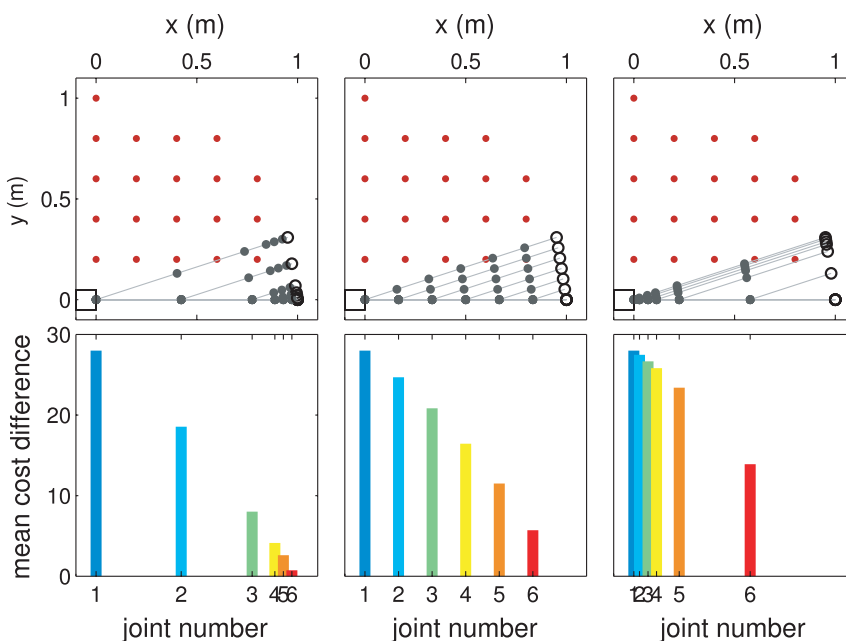 x (m) x (m) x (m)
0 0.5 1 0 0.5 1 0 0.5 1
1
y (m)
0.5
0
30
mean cost difference
20
10
0
1 2 3 4 5 6 1 2 3 4 5 6 1 2 3 4 5 6
joint number joint number joint number